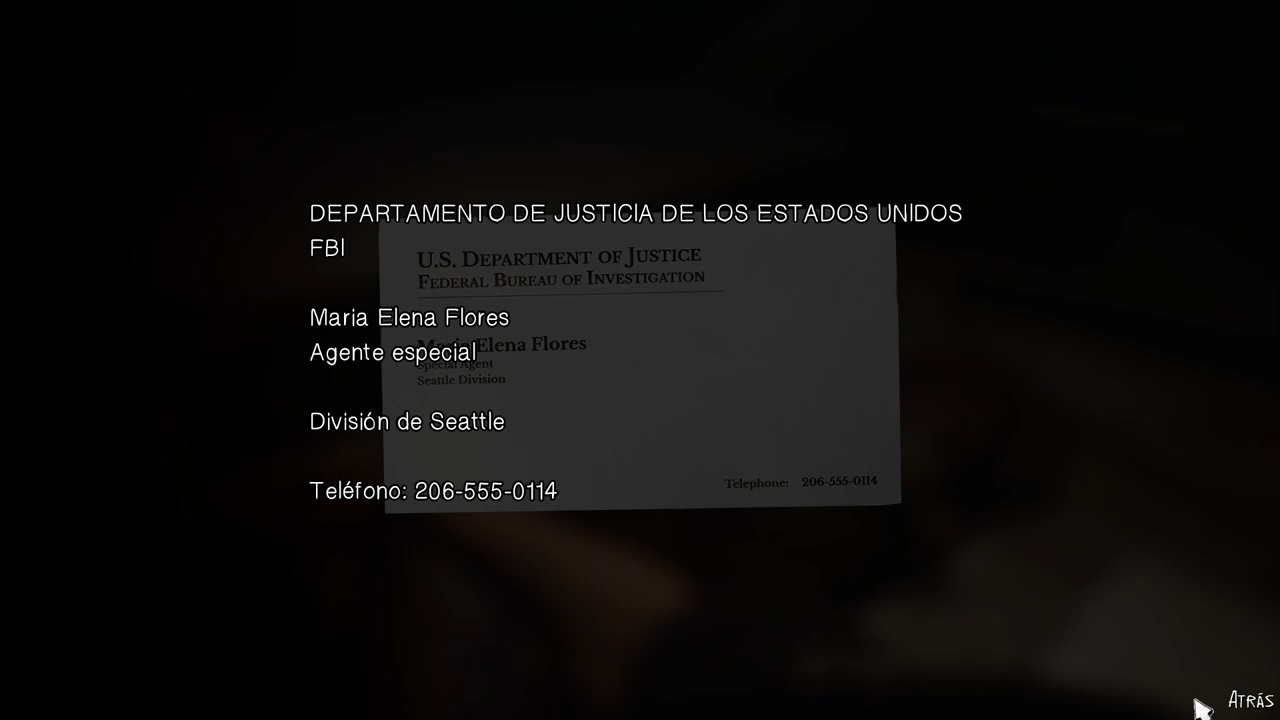 DEPARTAMENTO DE JUSTICIA DE LOS ESTADOS UNIDOS
FBI
U.S. DEPARTMENT OF JUSTICE
FEDERAL BUREAU OF INVESTIGATION
Maria Elena Flores
Maria Elena Flores
Agente especial
Special Agent
Seattle Division
División de Seattle
Teléfono: 206-555-0114
Telephone: 206-555-0114
ATRÁS